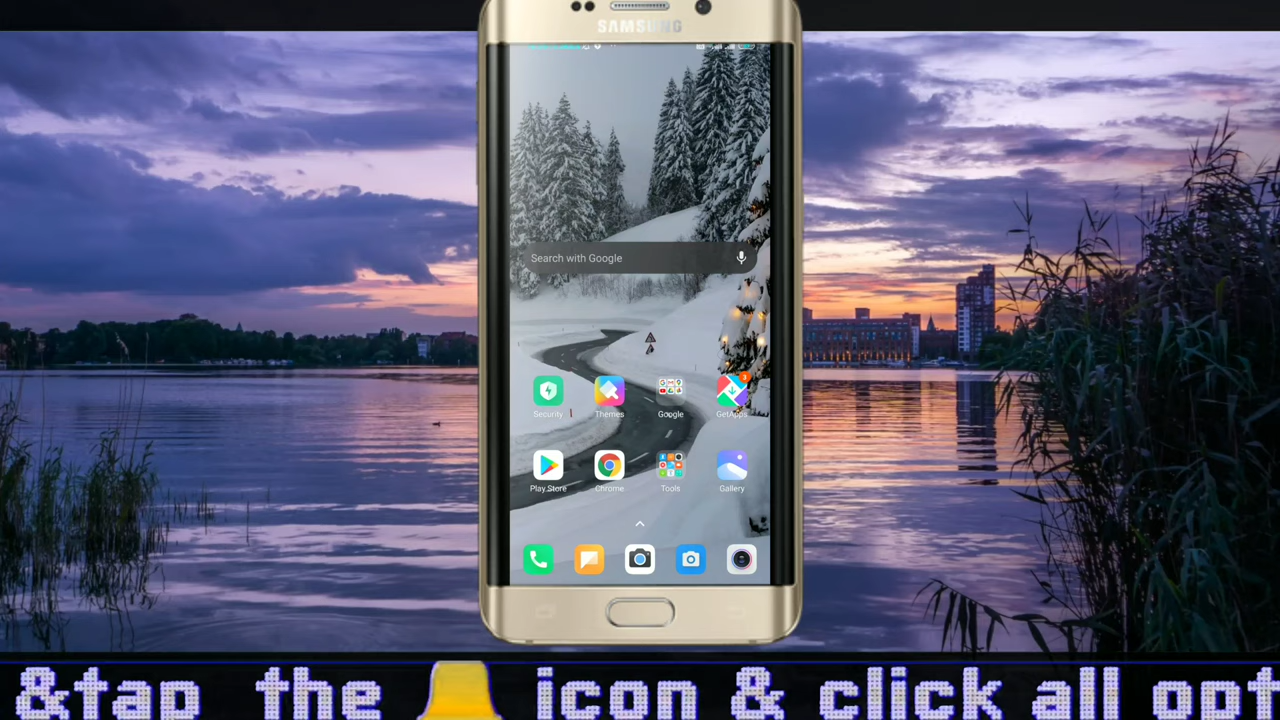 SAMSUNG
Search with Google
3
Security
Themes
Google
GetApps
Play Store
Chrome
Tools
Gallery
&tap the icon & click all opt